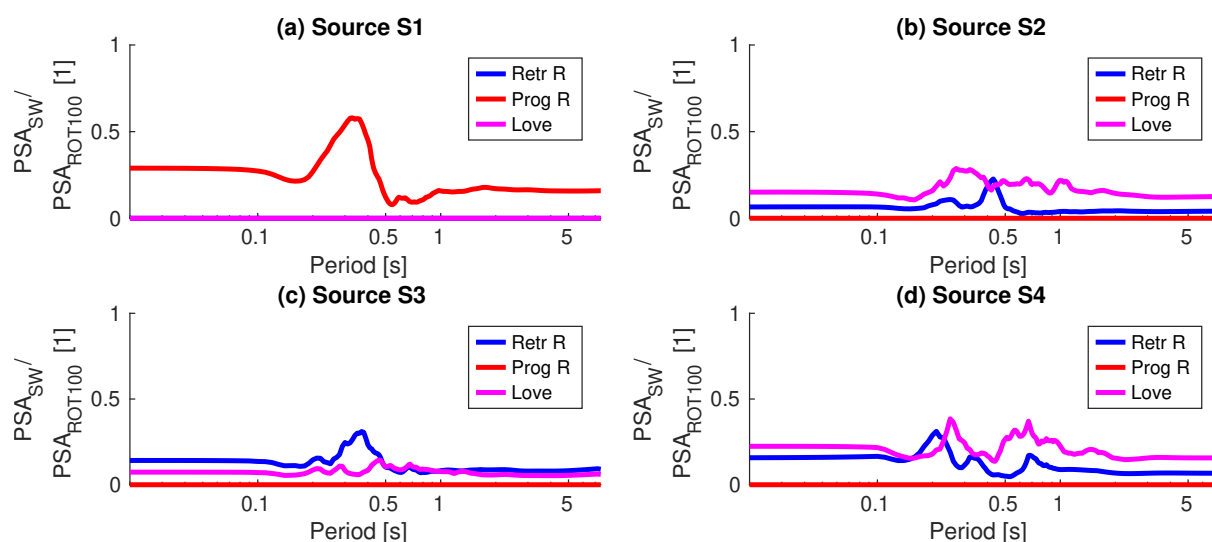 (a) Source S1
PSA_SW/
PSA_ROT100 [1]
1
0.5
0
Retr R
Prog R
Love
0.1
0.5
1
5
Period [s]
(b) Source S2
PSA_SW/
PSA_ROT100 [1]
1
0.5
0
Retr R
Prog R
Love
0.1
0.5
1
5
Period [s]
(c) Source S3
PSA_SW/
PSA_ROT100 [1]
1
0.5
0
Retr R
Prog R
Love
0.1
0.5
1
5
Period [s]
(d) Source S4
PSA_SW/
PSA_ROT100 [1]
1
0.5
0
Retr R
Prog R
Love
0.1
0.5
1
5
Period [s]